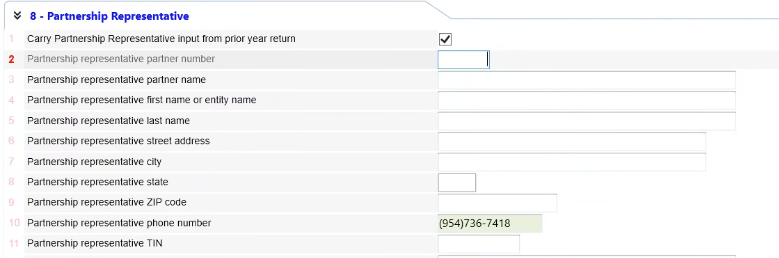 8 - Partnership Representative
1 Carry Partnership Representative input from prior year return
2 Partnership representative partner number
3 Partnership representative partner name
4 Partnership representative first name or entity name
5 Partnership representative last name
6 Partnership representative street address
7 Partnership representative city
8 Partnership representative state
9 Partnership representative ZIP code
10 Partnership representative phone number (954)736-7418
11 Partnership representative TIN